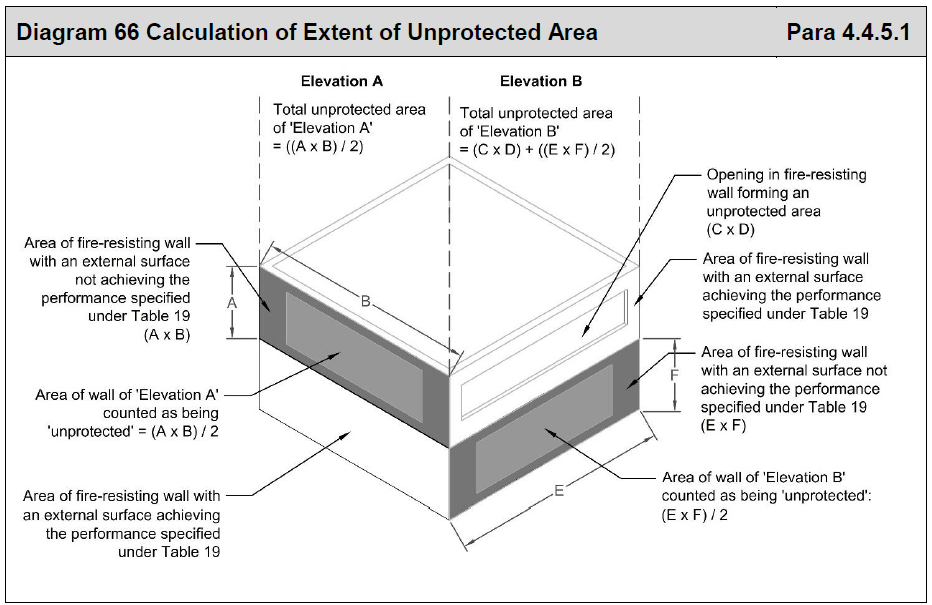 Diagram 66 Calculation of Extent of Unprotected Area Para 4.4.5.1
Elevation A
Total unprotected area
of 'Elevation A'
= ((A x B) / 2)
Elevation B
Total unprotected area
of 'Elevation B'
= (C x D) + ((E x F) / 2)
Opening in fire-resisting
wall forming an
unprotected area
(C x D)
Area of fire-resisting wall
with an external surface
not achieving the
performance specified
under Table 19
(A x B)
A
B
Area of fire-resisting wall
with an external surface
achieving the performance
specified under Table 19
Area of fire-resisting wall
with an external surface not
achieving the performance
specified under Table 19
(E x F)
F
Area of wall of 'Elevation A'
counted as being
'unprotected' = (A x B) / 2
Area of wall of 'Elevation B'
counted as being 'unprotected':
(E x F) / 2
E
Area of fire-resisting wall with
an external surface achieving
the performance specified
under Table 19